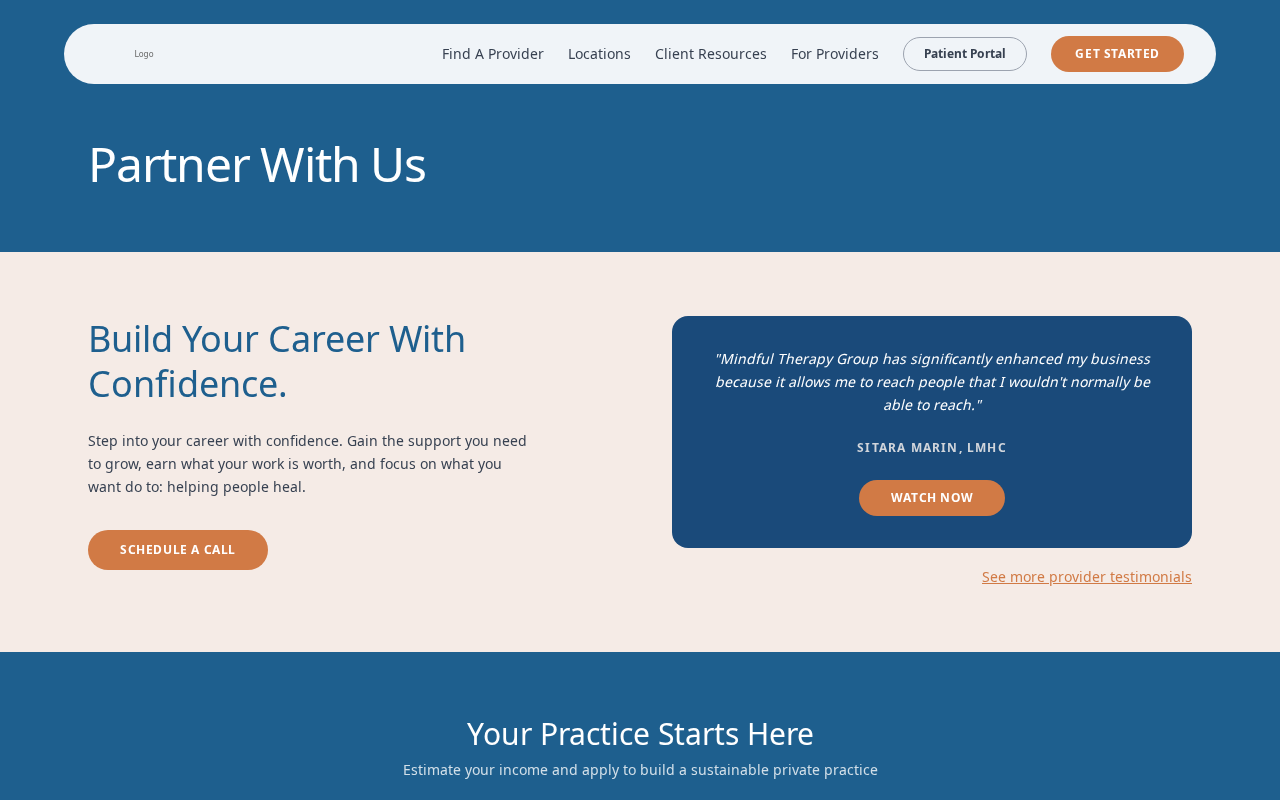 Logo
Find A Provider
Locations
Client Resources
For Providers
Patient Portal
GET STARTED
Partner With Us
Build Your Career With
Confidence.
Step into your career with confidence. Gain the support you need
to grow, earn what your work is worth, and focus on what you
want do to: helping people heal.
SCHEDULE A CALL
"Mindful Therapy Group has significantly enhanced my business
because it allows me to reach people that I wouldn't normally be
able to reach."
SITARA MARIN, LMHC
WATCH NOW
See more provider testimonials
Your Practice Starts Here
Estimate your income and apply to build a sustainable private practice